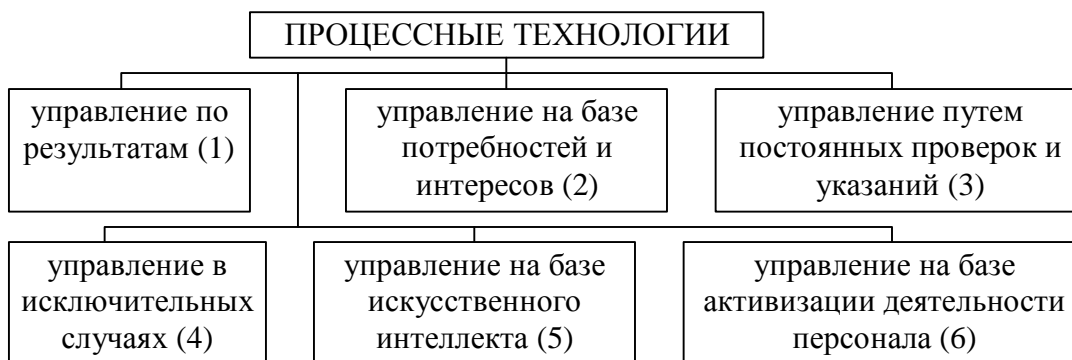 ПРОЦЕССНЫЕ ТЕХНОЛОГИИ
управление по
результатам (1)
управление на базе
потребностей и
интересов (2)
управление путем
постоянных проверок и
указаний (3)
управление в
исключительных
случаях (4)
управление на базе
искусственного
интеллекта (5)
управление на базе
активизации деятельности
персонала (6)